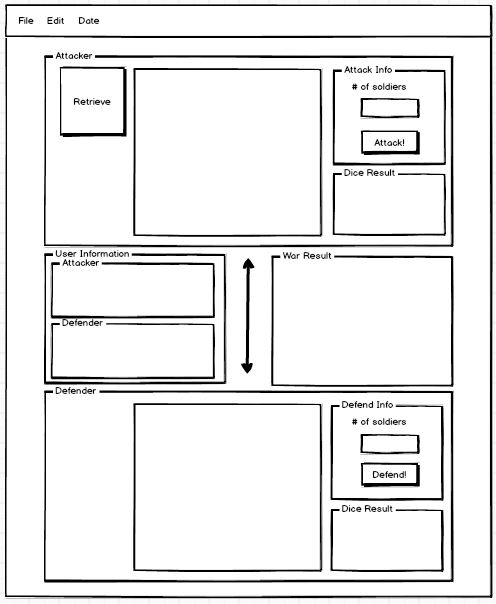 File Edit Date
Attacker
Retrieve
Attack Info
# of soldiers
Attack!
Dice Result
User Information
Attacker
Defender
War Result
Defender
Defend Info
# of soldiers
Defend!
Dice Result